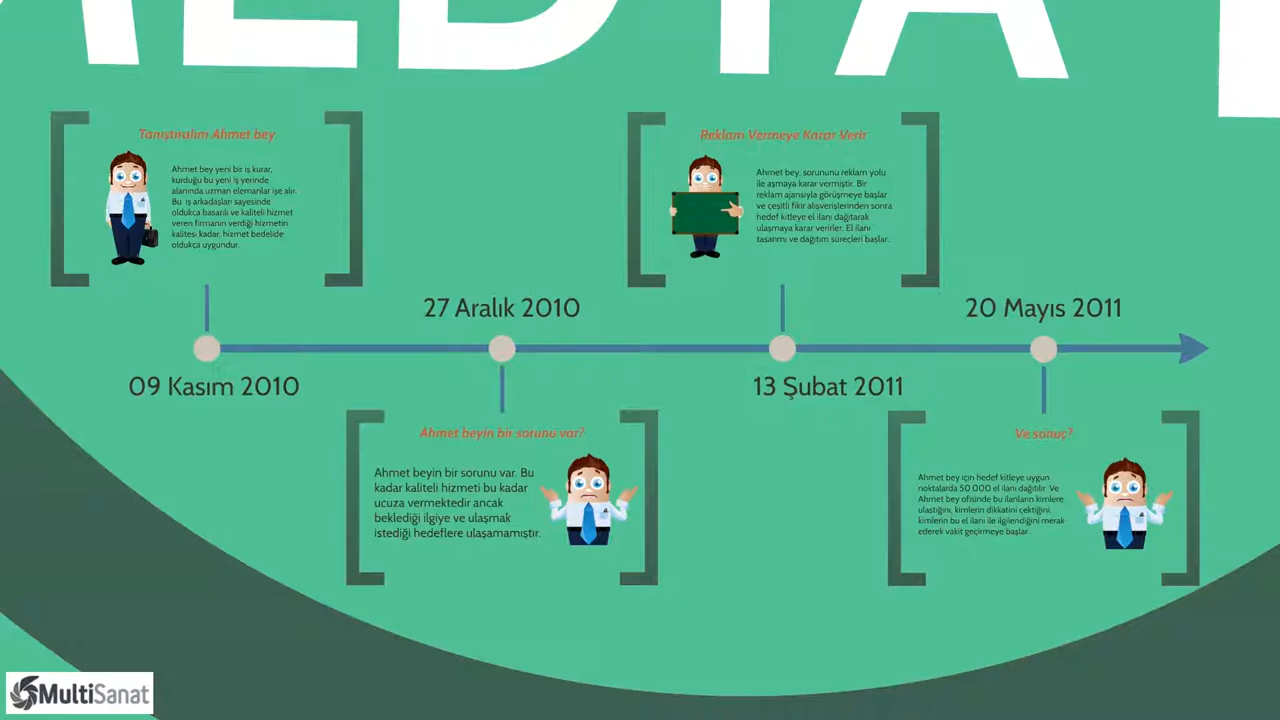 EDYA
Tanıştıralım Ahmet bey
Ahmet bey yeni bir iş kurar,
kurduğu bu yeni iş yerinde
alanında uzman elemanlar işe alır.
Bu iş arkadaşları sayesinde
oldukça basarılı ve kaliteli hizmet
veren firmanın verdiği hizmetin
kalitesi kadar, hizmet bedelide
oldukça uygundur.
Reklam Vermeye Karar Verir
Ahmet bey, sorununu reklam yolu
ile aşmaya karar vermiştir. Bir
reklam ajansıyla görüşmeye başlar
ve çeşitli fikir alışverişlerinden sonra
hedef kitleye el ilanı dağıtarak
ulaşmaya karar verirler. El ilanı
tasarımı ve dağıtım süreçleri başlar.
27 Aralık 2010
20 Mayıs 2011
09 Kasım 2010
13 Şubat 2011
Ahmet beyin bir sorunu var?
Ahmet beyin bir sorunu var. Bu
kadar kaliteli hizmeti bu kadar
ucuza vermektedir ancak
beklediği ilgiye ve ulaşmak
istediği hedeflere ulaşamamıştır.
Ve sonuç?
Ahmet bey için hedef kitleye uygun
noktalarda 50.000 el ilanı dağıtılır. Ve
Ahmet bey ofisinde bu ilanların kimlere
ulaştığını, kimlerin dikkatini çektiğini,
kimlerin bu el ilanı ile ilgilendiğini merak
ederek vakit geçirmeye başlar.
MultiSanat